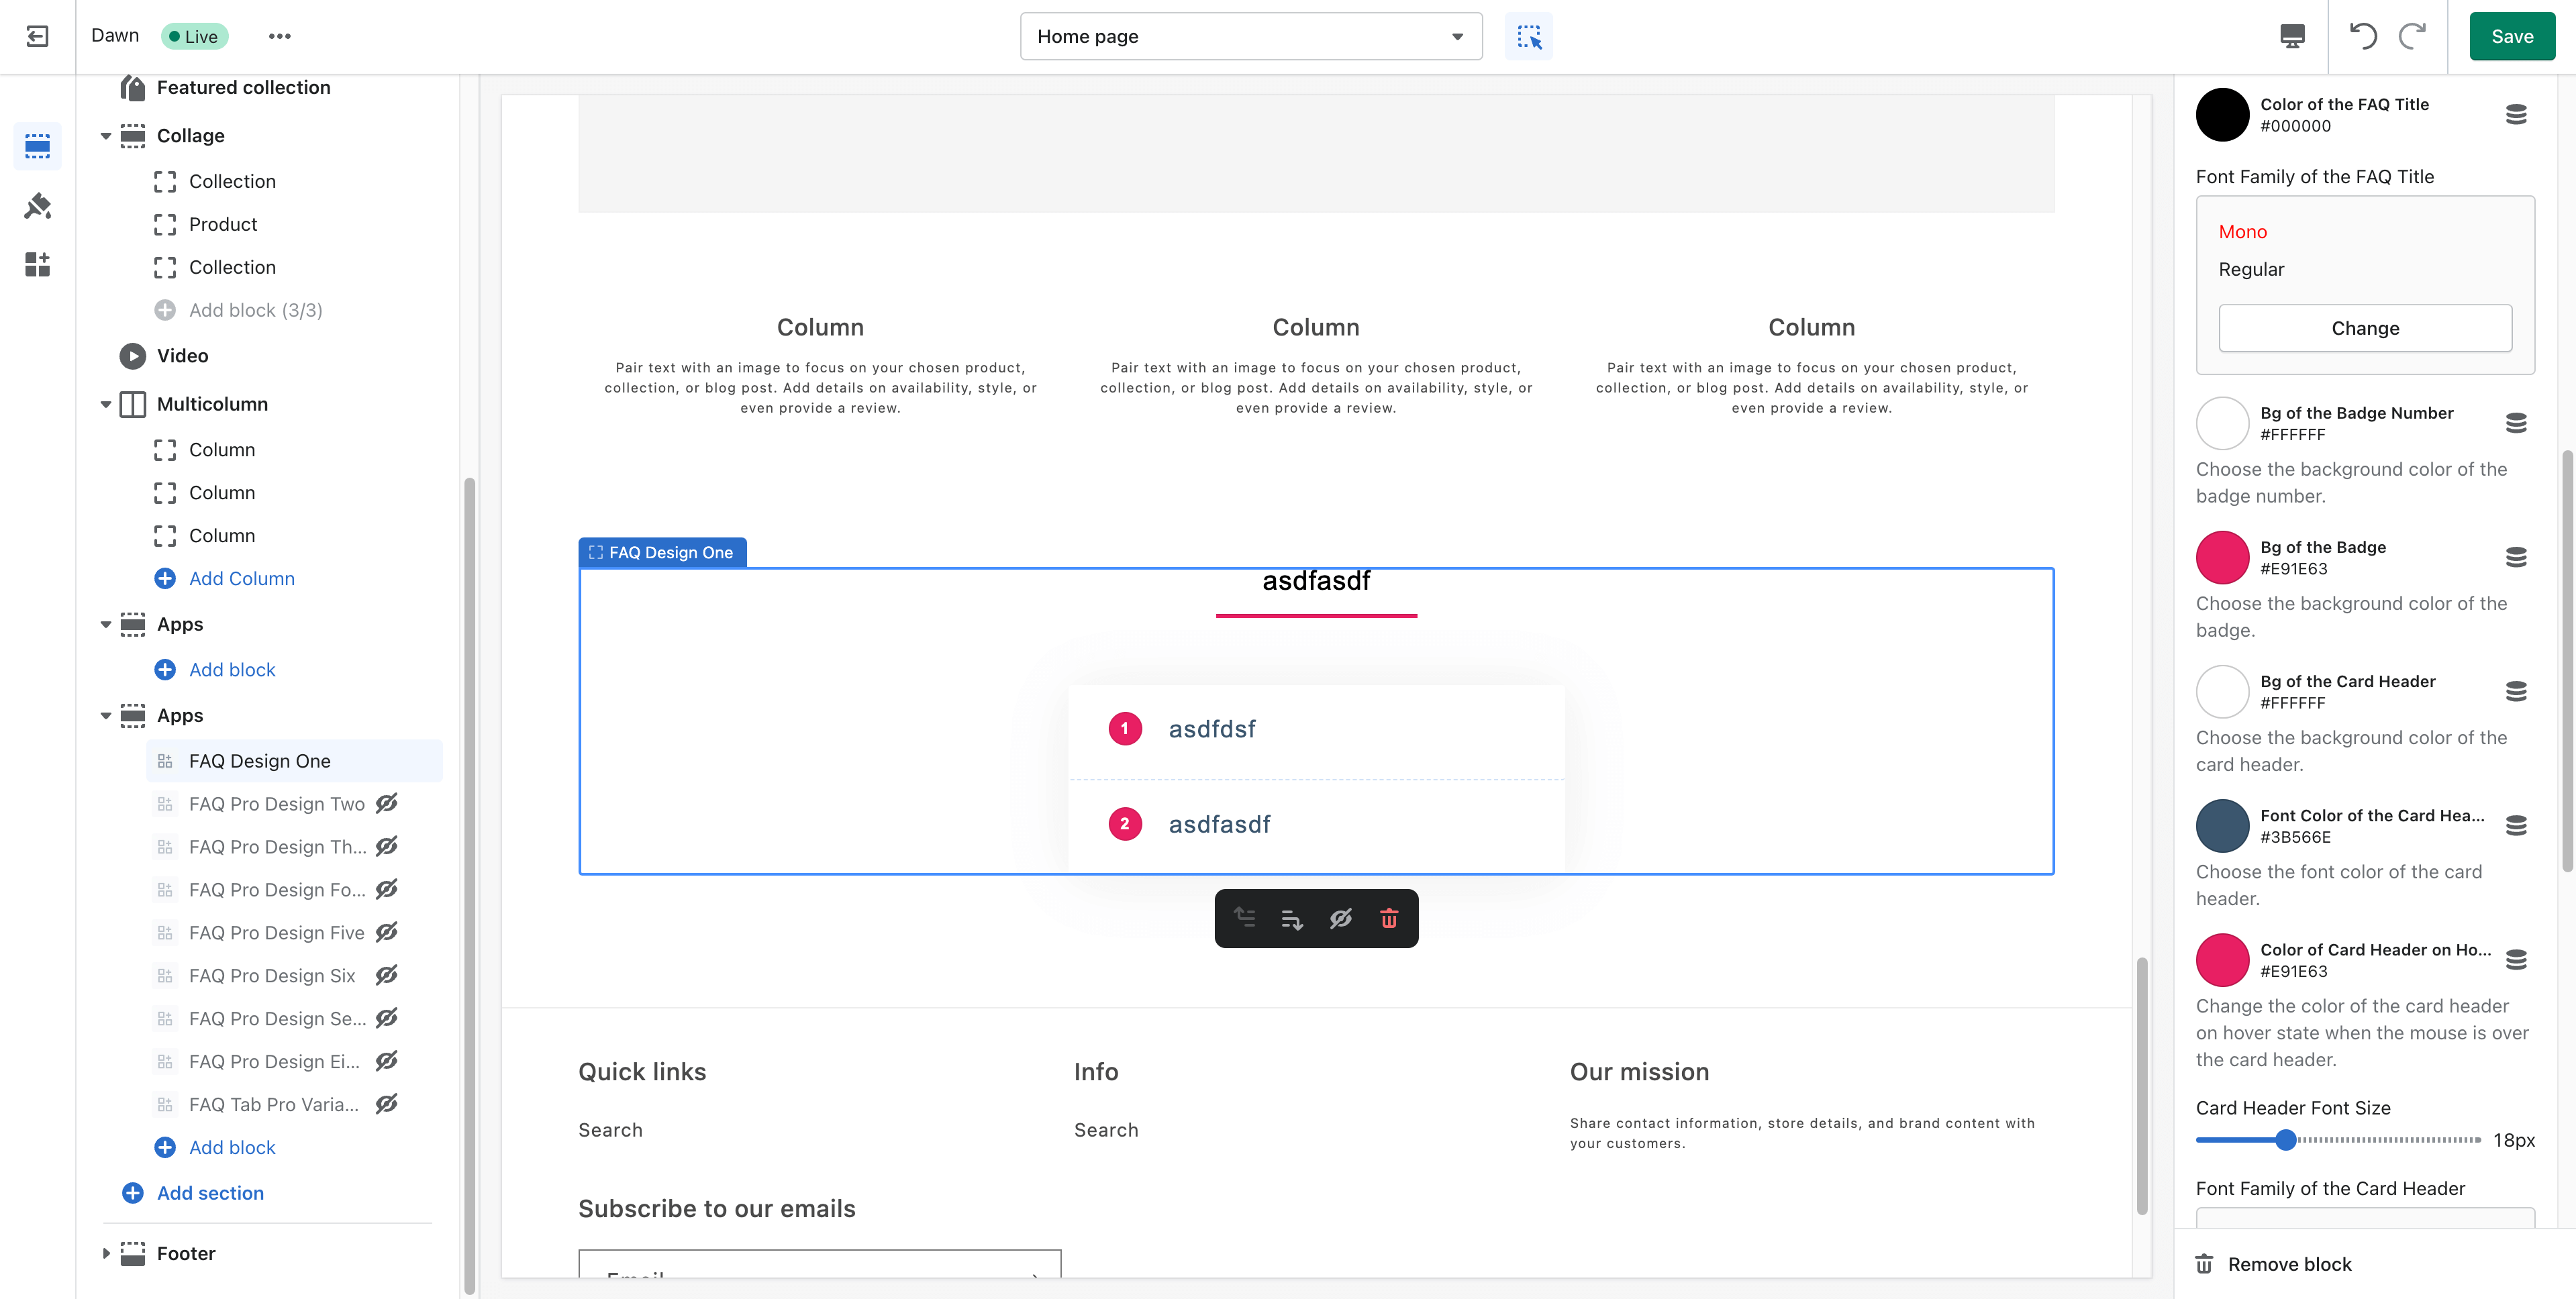 Dawn
Live
Home page
Save
Featured collection
Collage
Collection
Product
Collection
Add block (3/3)
Video
Multicolumn
Column
Column
Column
Add Column
Apps
Add block
Apps
FAQ Design One
FAQ Pro Design Two
FAQ Pro Design Th...
FAQ Pro Design Fo...
FAQ Pro Design Five
FAQ Pro Design Six
FAQ Pro Design Se...
FAQ Pro Design Ei...
FAQ Tab Pro Varia...
Add block
Add section
Footer
Column
Pair text with an image to focus on your chosen product,
collection, or blog post. Add details on availability, style, or
even provide a review.
Column
Pair text with an image to focus on your chosen product,
collection, or blog post. Add details on availability, style, or
even provide a review.
Column
Pair text with an image to focus on your chosen product,
collection, or blog post. Add details on availability, style, or
even provide a review.
FAQ Design One
asdfasdf
1 asdfdsf
2 asdfasdf
Quick links
Search
Info
Search
Our mission
Share contact information, store details, and brand content with
your customers.
Subscribe to our emails
Email
Color of the FAQ Title
#000000
Font Family of the FAQ Title
Mono
Regular
Change
Bg of the Badge Number
#FFFFFF
Choose the background color of the
badge number.
Bg of the Badge
#E91E63
Choose the background color of the
badge.
Bg of the Card Header
#FFFFFF
Choose the background color of the
card header.
Font Color of the Card Hea...
#3B566E
Choose the font color of the card
header.
Color of Card Header on Ho...
#E91E63
Change the color of the card header
on hover state when the mouse is over
the card header.
Card Header Font Size
18px
Font Family of the Card Header
Remove block